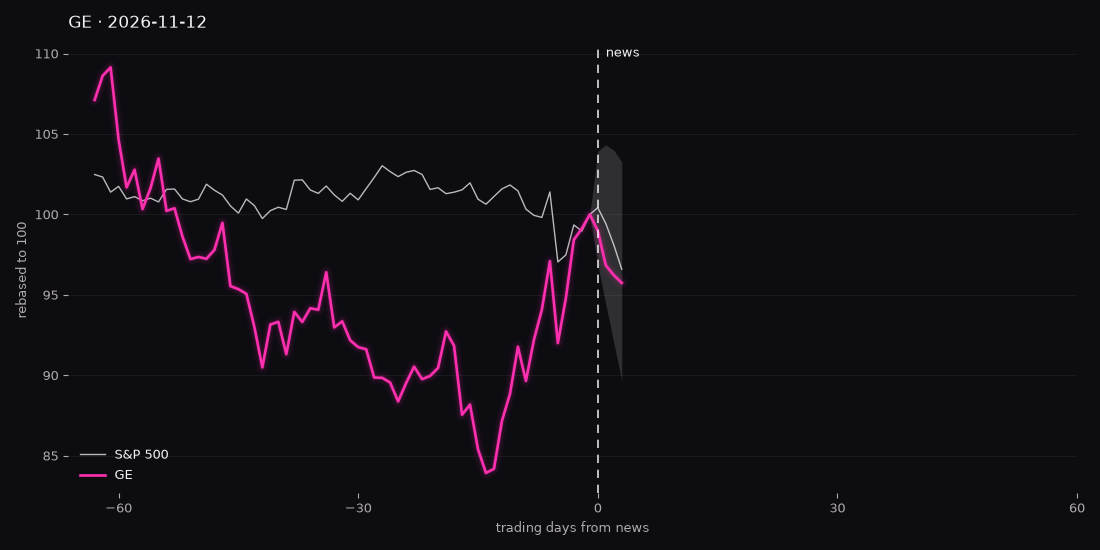 GE · 2026-11-12
news
110
105
100
95
90
85
rebased to 100
S&P 500
GE
−60
−30
0
30
60
trading days from news